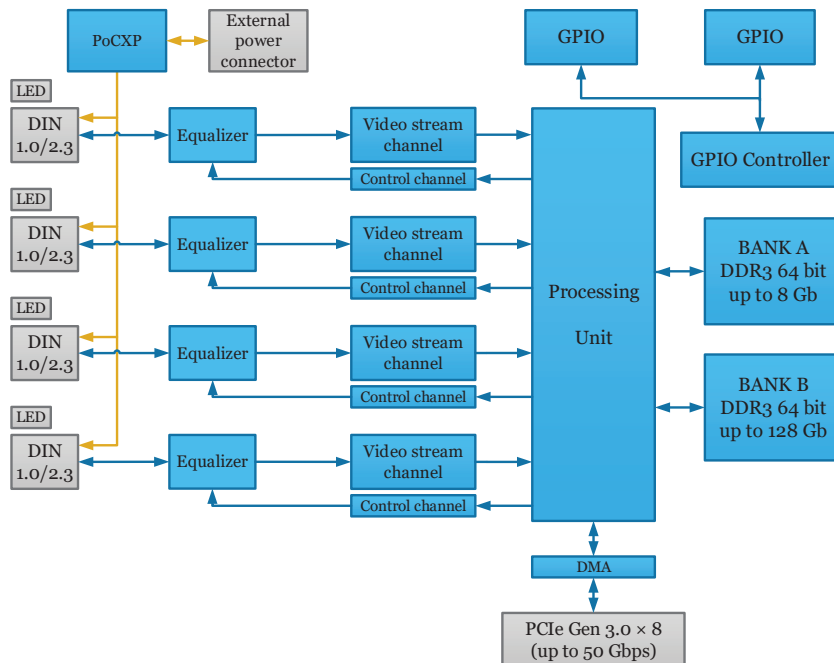 PoCXP
External
power
connector
GPIO
GPIO
GPIO Controller
LED
DIN
1.0/2.3
Equalizer
Video stream
channel
Control channel
LED
DIN
1.0/2.3
Equalizer
Video stream
channel
Control channel
LED
DIN
1.0/2.3
Equalizer
Video stream
channel
Control channel
LED
DIN
1.0/2.3
Equalizer
Video stream
channel
Control channel
Processing
Unit
BANK A
DDR3 64 bit
up to 8 Gb
BANK B
DDR3 64 bit
up to 128 Gb
DMA
PCIe Gen 3.0 × 8
(up to 50 Gbps)